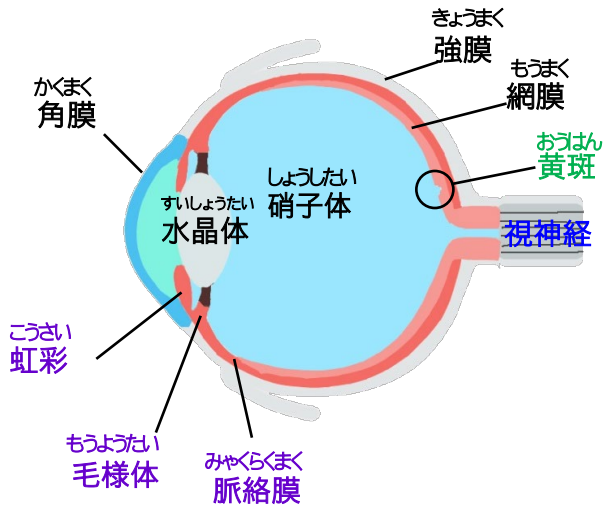 きょうまく
強膜
もうまく
網膜
かくまく
角膜
おうはん
黄斑
しょうしたい
硝子体
すいしょうたい
水晶体
視神経
こうさい
虹彩
もうようたい
毛様体
みゃくらくまく
脈絡膜